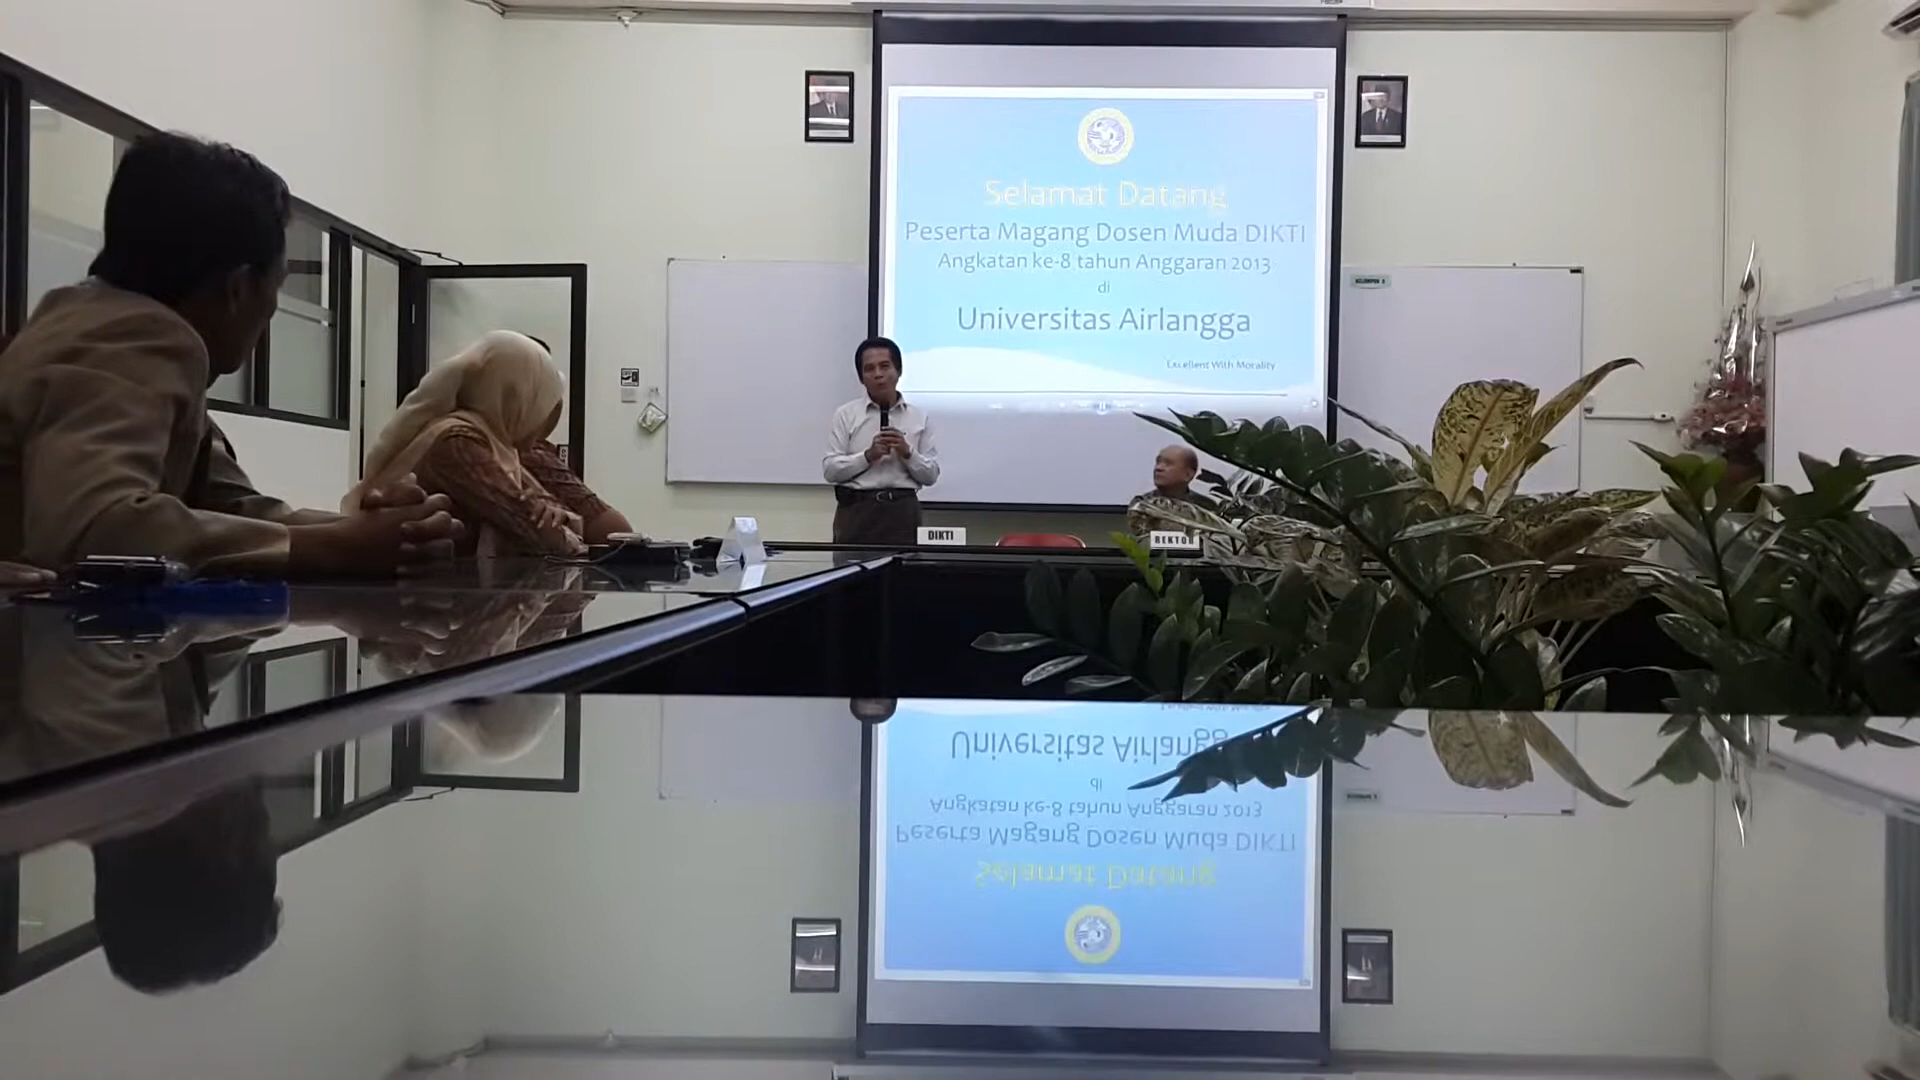 Selamat Datang
Peserta Magang Dosen Muda DIKTI
Angkatan ke-8 tahun Anggaran 2013
di
Universitas Airlangga
Excellent With Morality
KELOMPOK
DIKTI
REKTOR